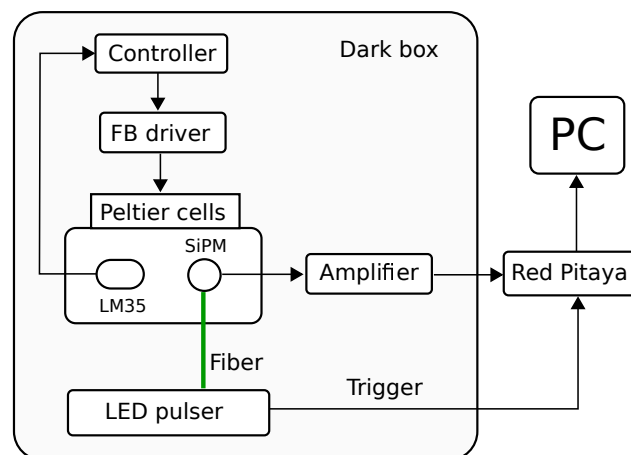 Controller
Dark box
FB driver
PC
Peltier cells
SiPM
LM35
Amplifier
Red Pitaya
Fiber
Trigger
LED pulser